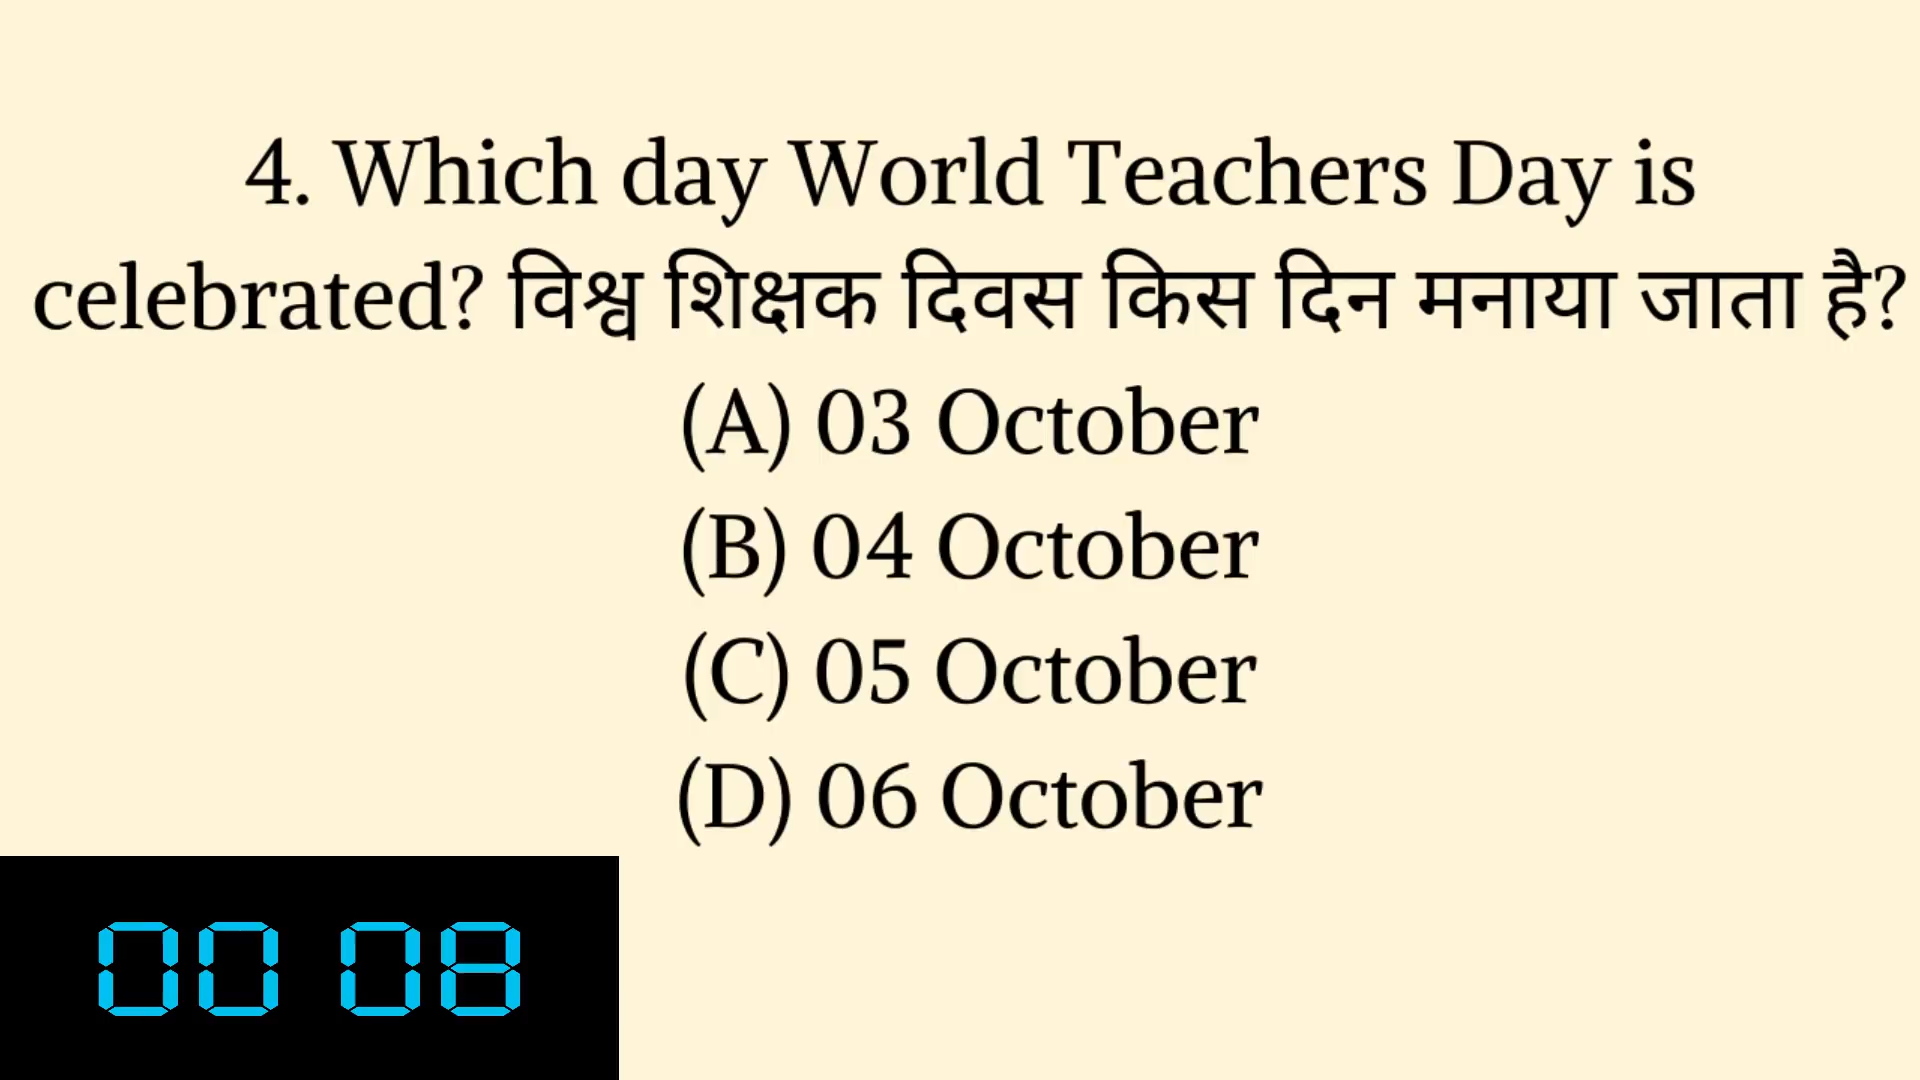 4. Which day World Teachers Day is
celebrated? विश्व शिक्षक दिवस किस दिन मनाया जाता है?
(A) 03 October
(B) 04 October
(C) 05 October
(D) 06 October
00 08